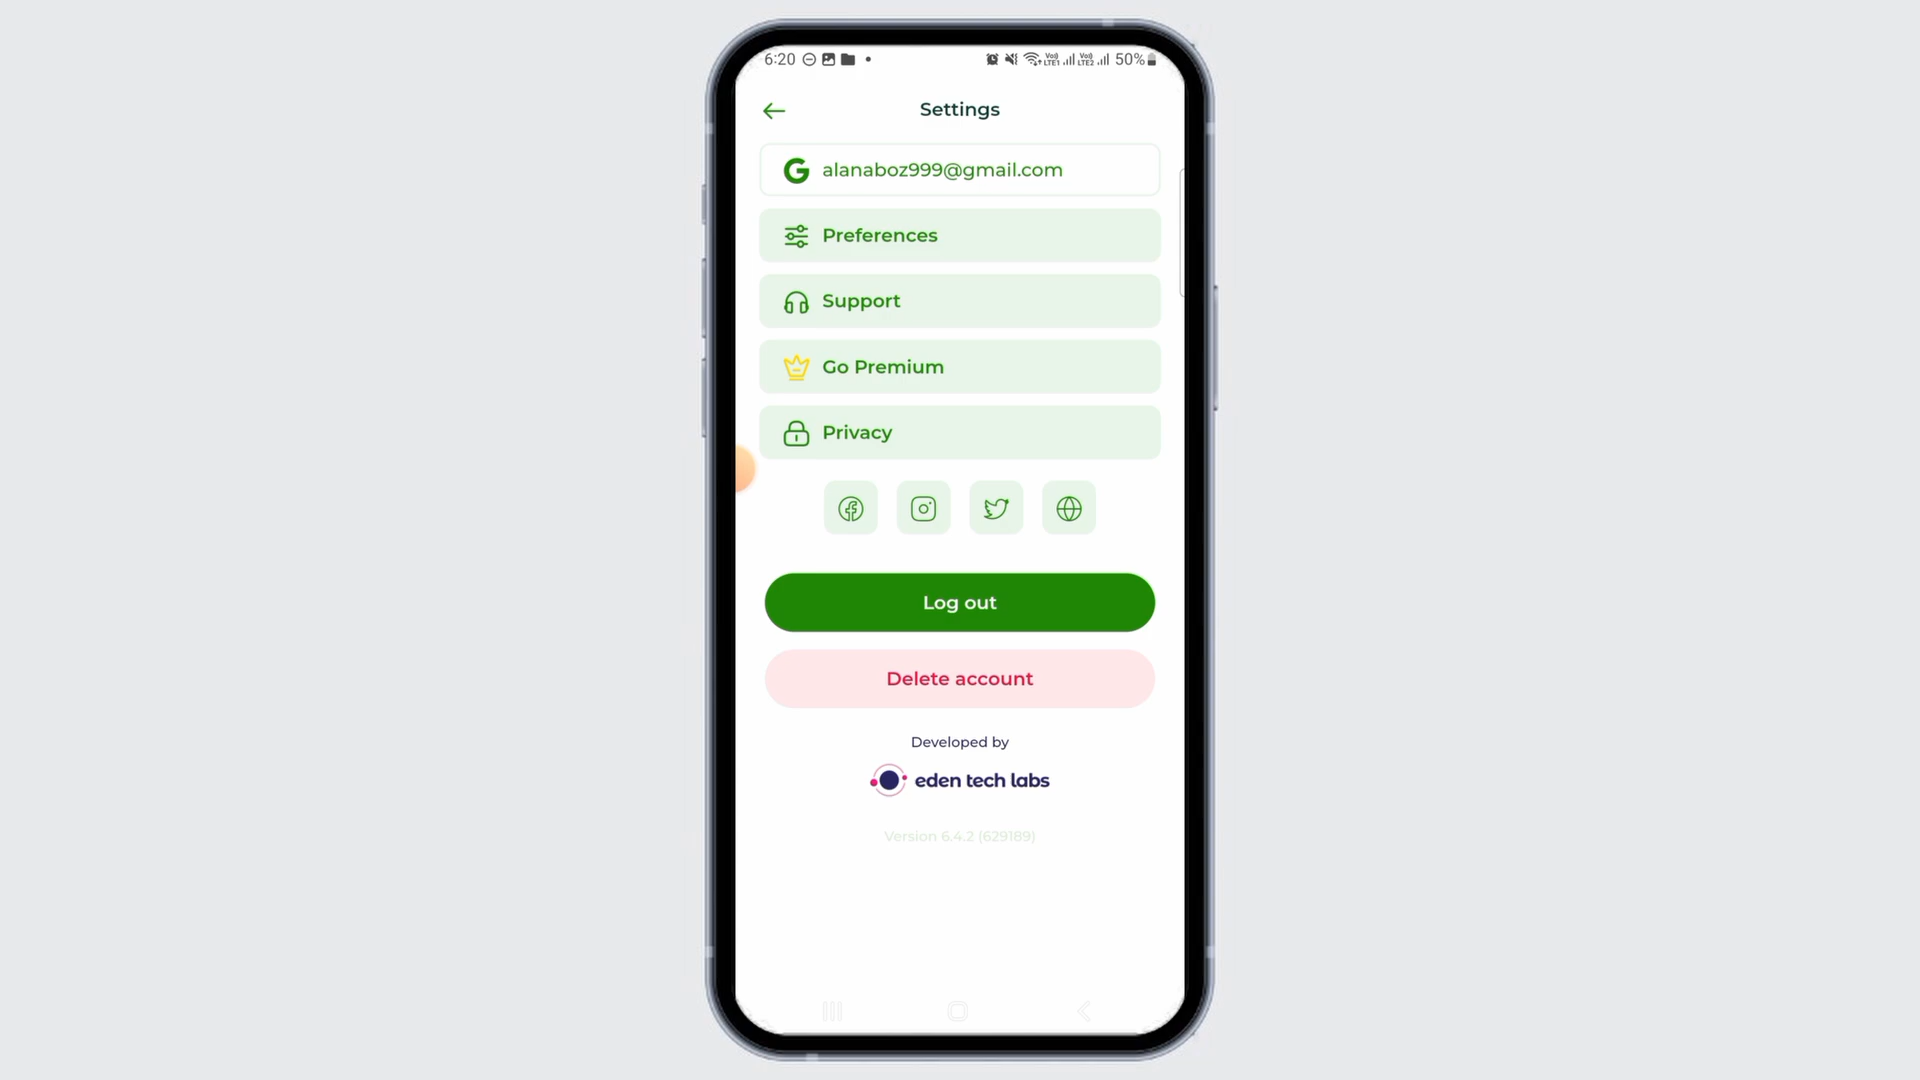 6:20 50%
Settings
alanaboz999@gmail.com
Preferences
Support
Go Premium
Privacy
Log out
Delete account
Developed by
eden tech labs
Version 6.4.2 (629189)